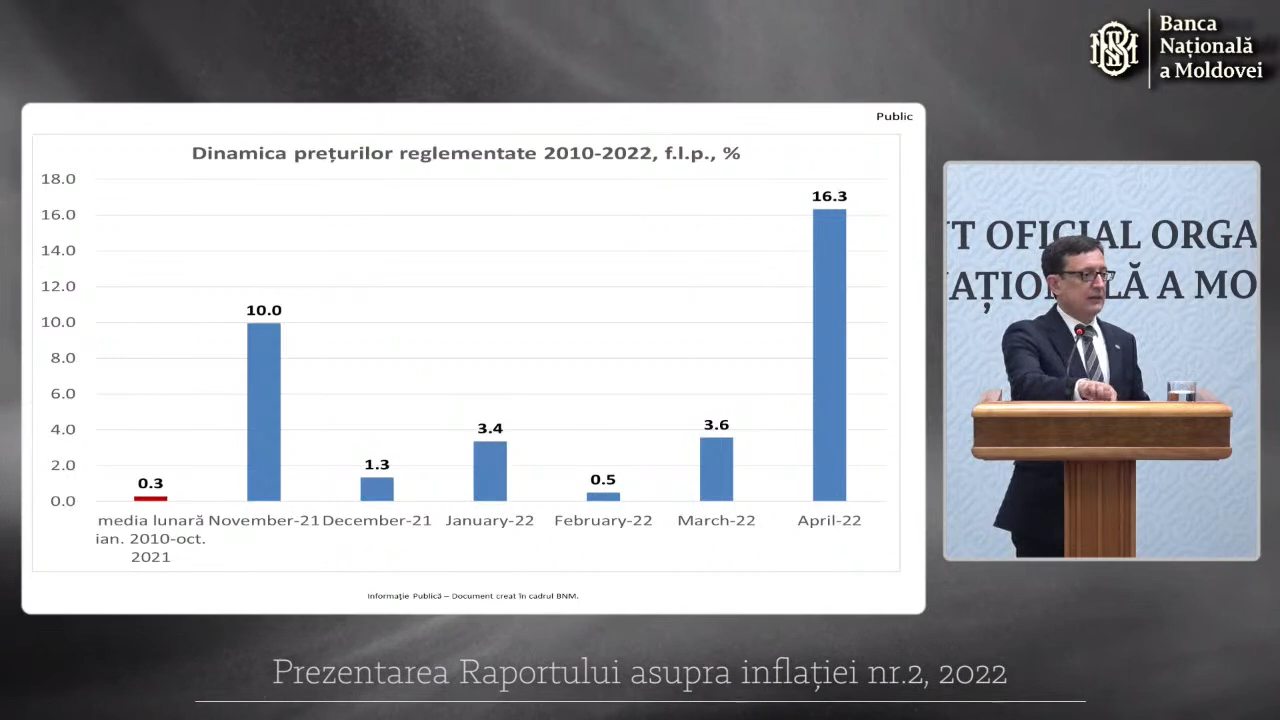 Banca
Națională
a Moldovei
Public
Dinamica prețurilor reglementate 2010-2022, f.l.p., %
18.0
16.0
14.0
12.0
10.0
8.0
6.0
4.0
2.0
0.0
0.3
10.0
1.3
3.4
0.5
3.6
16.3
media lunară
ian. 2010-oct.
2021
November-21
December-21
January-22
February-22
March-22
April-22
Informație Publică – Document creat în cadrul BNM.
T OFICIAL ORGA
AȚIO LĂ A MO
Prezentarea Raportului asupra inflației nr.2, 2022